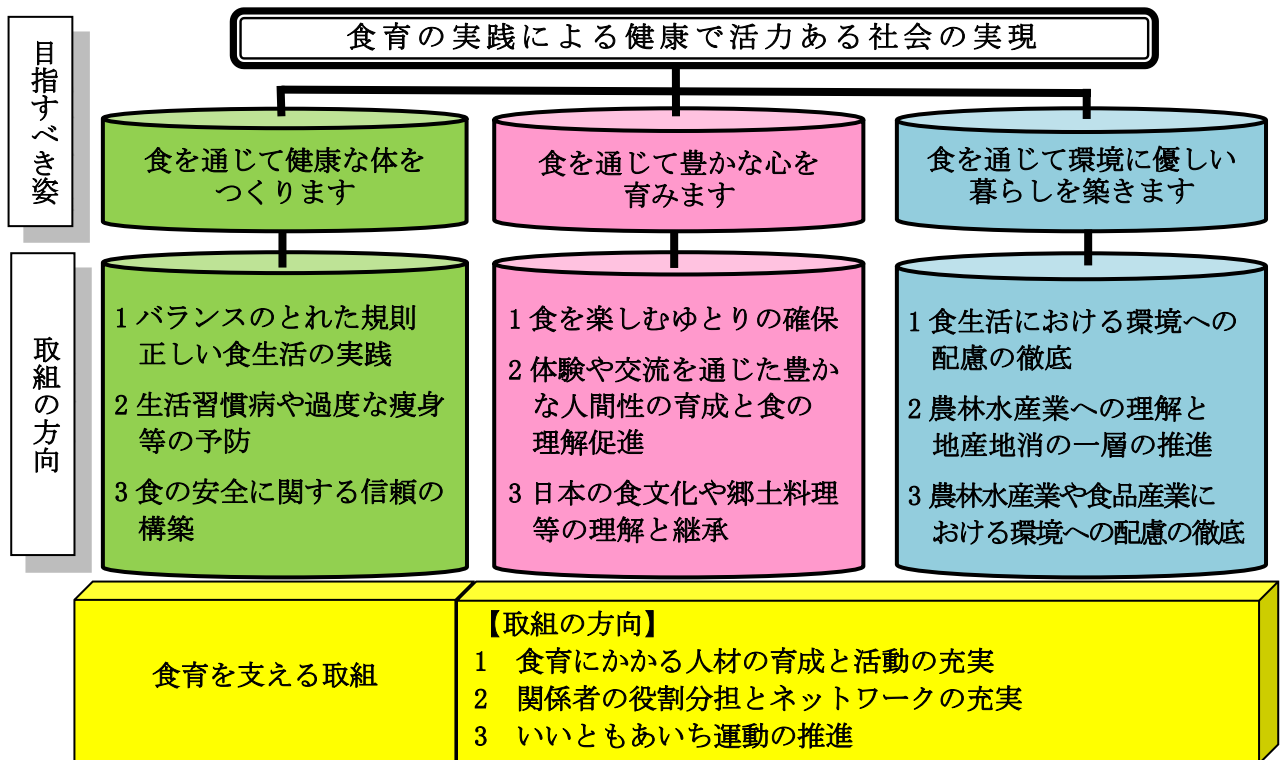 食育の実践による健康で活力ある社会の実現
目指すべき姿
食を通じて健康な体を
つくります
食を通じて豊かな心を
育みます
食を通じて環境に優しい
暮らしを築きます
取組の方向
1 バランスのとれた規則
正しい食生活の実践
2 生活習慣病や過度な痩身
等の予防
3 食の安全に関する信頼の
構築
1 食を楽しむゆとりの確保
2 体験や交流を通じた豊か
な人間性の育成と食の
理解促進
3 日本の食文化や郷土料理
等の理解と継承
1 食生活における環境への
配慮の徹底
2 農林水産業への理解と
地産地消の一層の推進
3 農林水産業や食品産業に
おける環境への配慮の徹底
食育を支える取組
【取組の方向】
1　食育にかかる人材の育成と活動の充実
2　関係者の役割分担とネットワークの充実
3　いいともあいち運動の推進